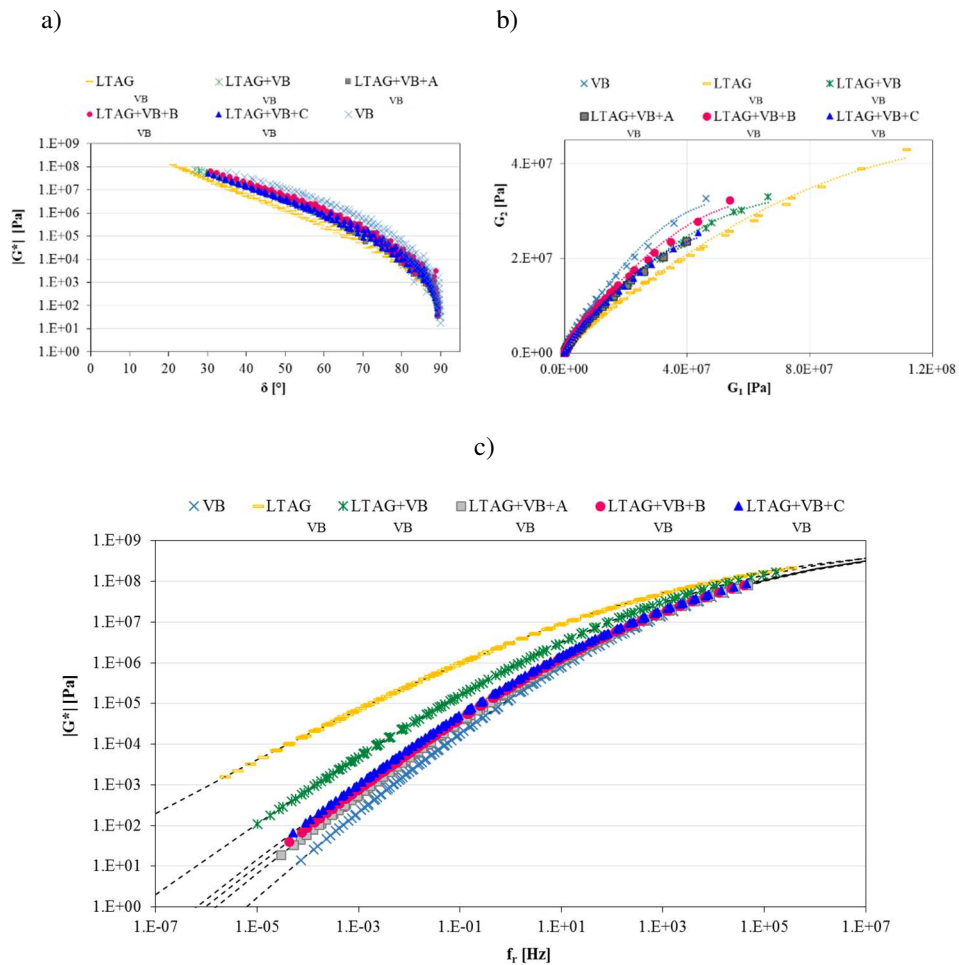 a)
b)
LTAG LTAG+VB LTAG+VB+A
VB VB VB
LTAG+VB+B LTAG+VB+C VB
VB VB
1.E+09
1.E+08
1.E+07
1.E+06
1.E+05
1.E+04
1.E+03
1.E+02
1.E+01
1.E+00
|G*| [Pa]
0 10 20 30 40 50 60 70 80 90
δ [°]
VB LTAG LTAG+VB
VB VB
LTAG+VB+A LTAG+VB+B LTAG+VB+C
VB VB VB
4.E+07
2.E+07
0.E+00
G2 [Pa]
0.E+00 4.E+07 8.E+07 1.E+08
G1 [Pa]
c)
VB LTAG LTAG+VB LTAG+VB+A LTAG+VB+B LTAG+VB+C
VB VB VB VB VB
1.E+09
1.E+08
1.E+07
1.E+06
1.E+05
1.E+04
1.E+03
1.E+02
1.E+01
1.E+00
|G*| [Pa]
1.E-07 1.E-05 1.E-03 1.E-01 1.E+01 1.E+03 1.E+05 1.E+07
fr [Hz]